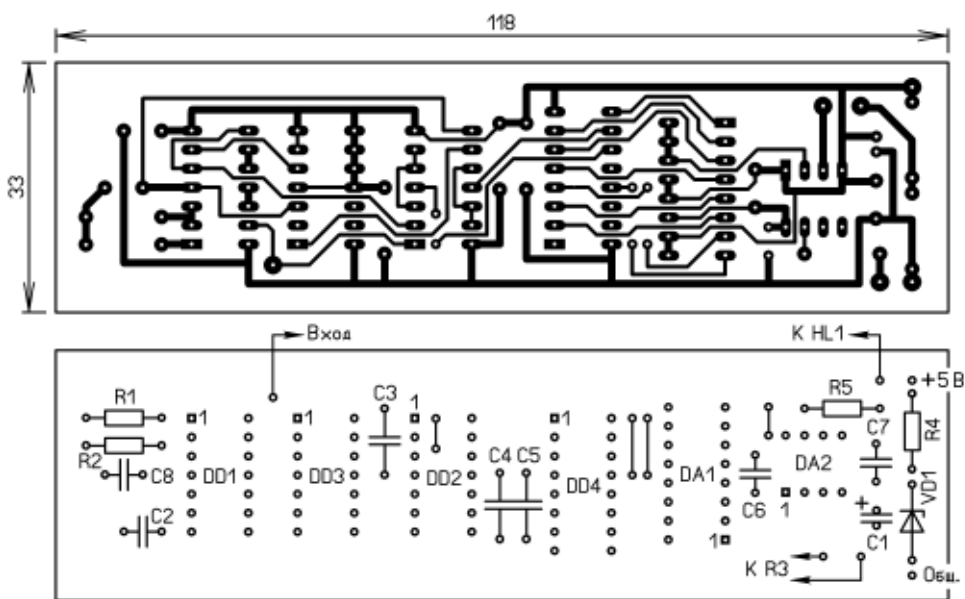 118
33
Вход
К HL1
+5 В
R1
R2
C8
C2
1
DD1
1
DD3
C3
1
DD2
C4
C5
1
DD4
DA1
1
C6
R5
DA2
1
C7
R4
VD1
+
C1
К R3
Общ.